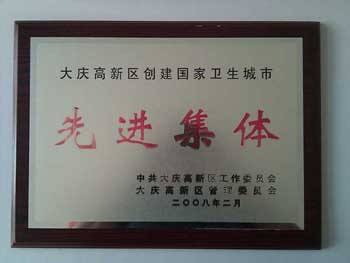 大庆高新区创建国家卫生城市
先进集体
中共大庆高新区工作委员会
大庆高新区管理委员会
二〇〇八年二月